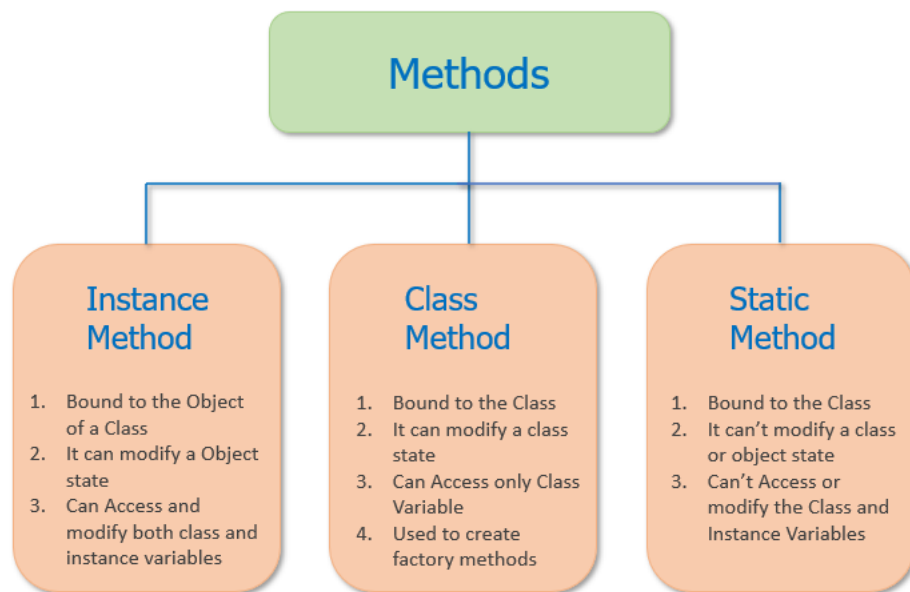 Methods
Instance
Method
1. Bound to the Object
of a Class
2. It can modify a Object
state
3. Can Access and
modify both class and
instance variables
Class
Method
1. Bound to the Class
2. It can modify a class
state
3. Can Access only Class
Variable
4. Used to create
factory methods
Static
Method
1. Bound to the Class
2. It can’t modify a class
or object state
3. Can’t Access or
modify the Class and
Instance Variables